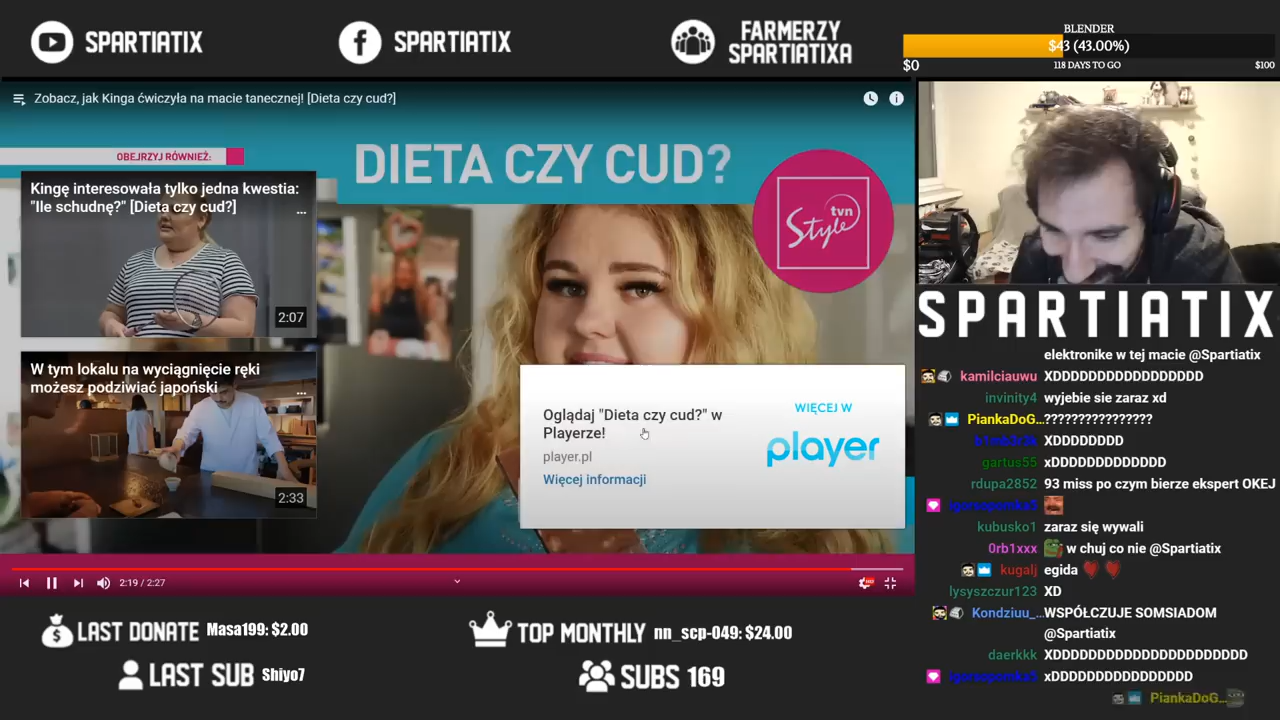 SPARTIATIX
SPARTIATIX
FARMERZY
SPARTIATIXA
BLENDER
$43 (43.00%)
$0
118 DAYS TO GO
$100
Zobacz, jak Kinga ćwiczyła na macie tanecznej! [Dieta czy cud?]
OBEJRZYJ RÓWNIEŻ:
DIETA CZY CUD?
Kingę interesowała tylko jedna kwestia:
"Ile schudnę?" [Dieta czy cud?]
...
2:07
tvn
Style
W tym lokalu na wyciągnięcie ręki
możesz podziwiać japoński
...
2:33
Oglądaj "Dieta czy cud?" w
Playerze!
player.pl
Więcej informacji
WIĘCEJ W
player
2:19 / 2:27
SPARTIATIX
elektronike w tej macie @Spartiatix
kamilciauwu XDDDDDDDDDDDDDDDDDD
invinity4 wyjebie sie zaraz xd
PiankaDoG... ????????????????
XDDDDDDDD
gartus55 xDDDDDDDDDDDDD
rdupa2852 93 miss po czym bierze ekspert OKEJ
kubusko1 zaraz się wywali
0rb1xxx w chuj co nie @Spartiatix
kugalj egida
lysyszczur123 XD
Kondziuu_... WSPÓŁCZUJE SOMSIADOM
@Spartiatix
daerkkk XDDDDDDDDDDDDDDDDDDDDDDD
xDDDDDDDDDDDDDDDD
PiankaDoG...
LAST DONATE Masa199: $2.00
TOP MONTHLY nn_scp-049: $24.00
LAST SUB Shiyo7
SUBS 169